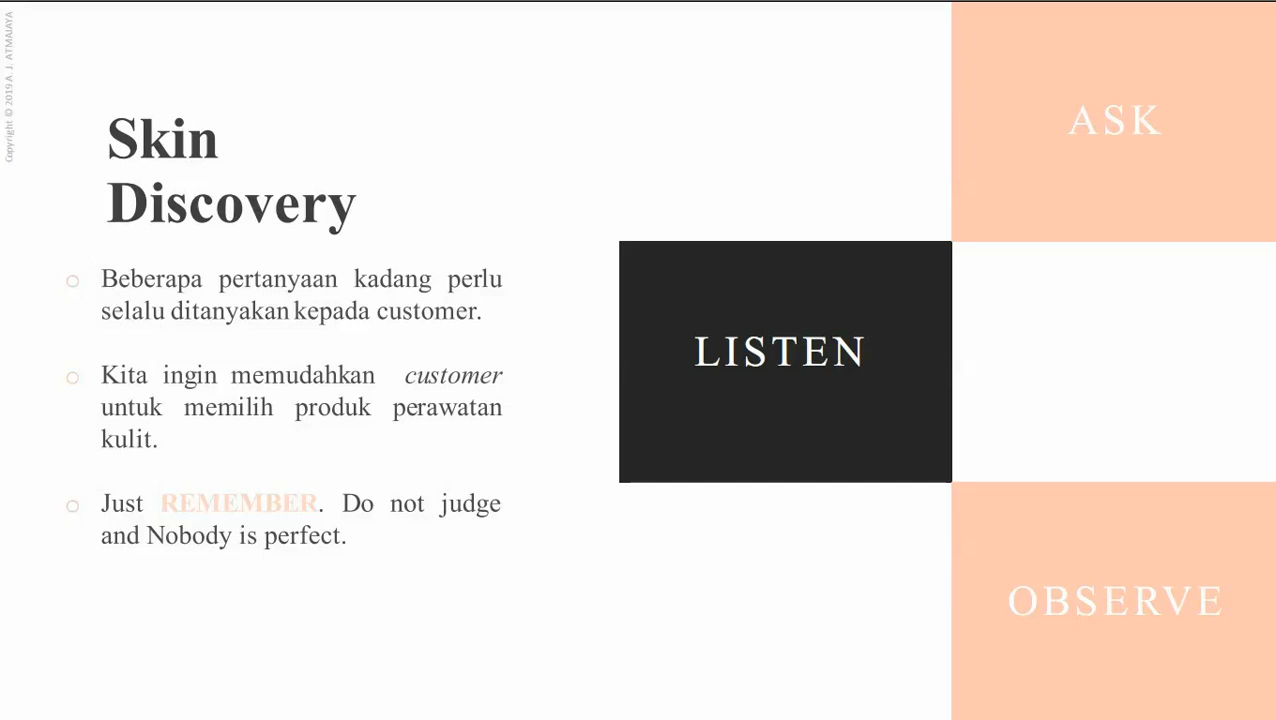 Copyright © 2019 A. J. ATMAJAYA
Skin
Discovery
Beberapa pertanyaan kadang perlu
selalu ditanyakan kepada customer.
Kita ingin memudahkan customer
untuk memilih produk perawatan
kulit.
Just REMEMBER. Do not judge
and Nobody is perfect.
ASK
LISTEN
OBSERVE